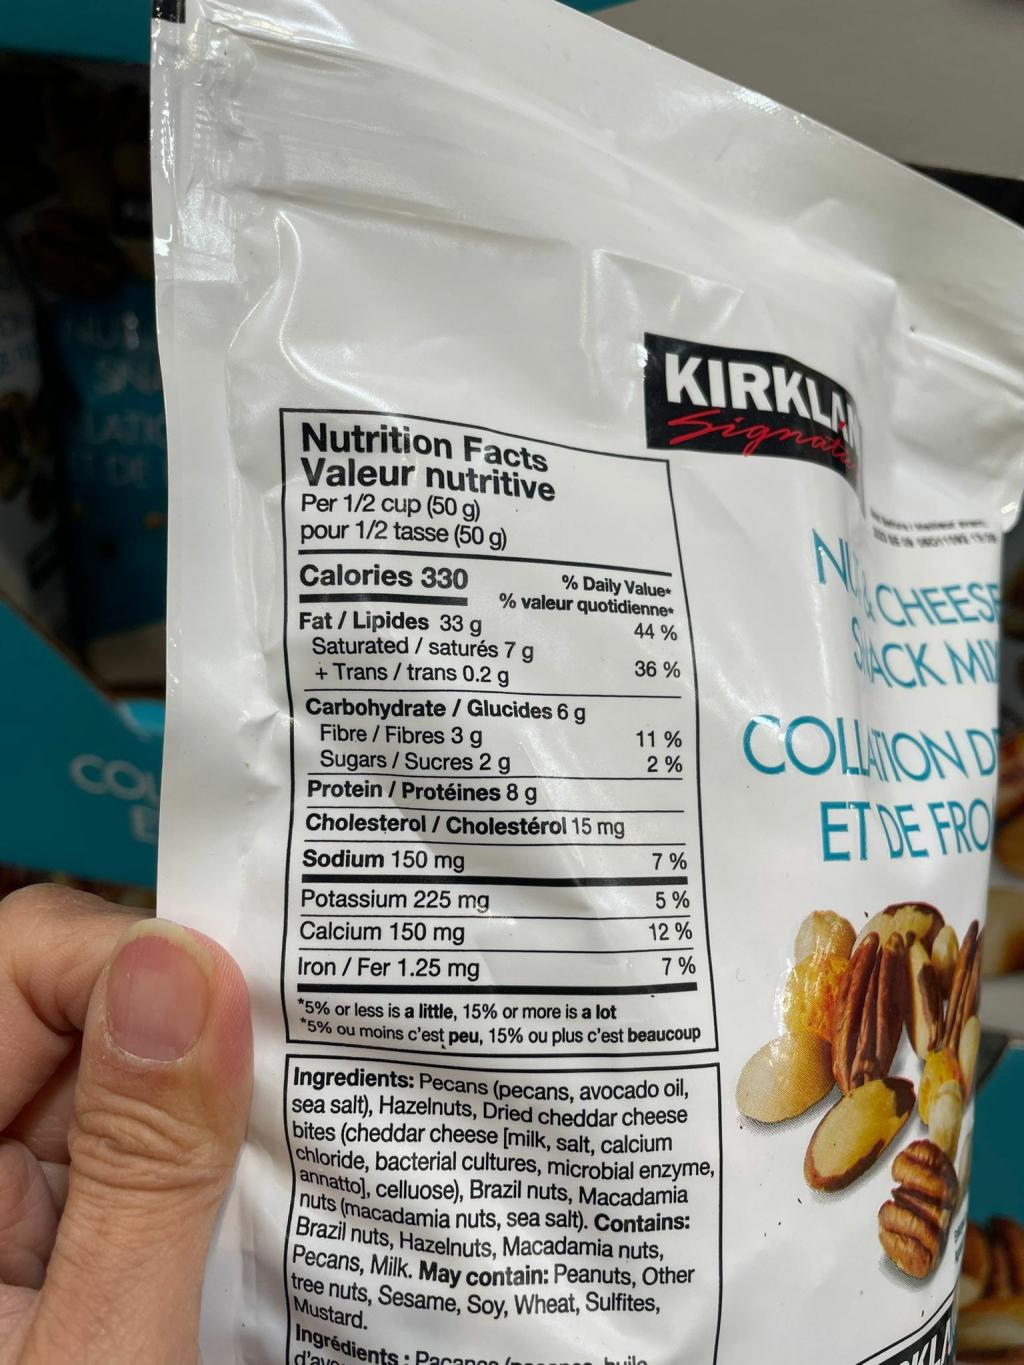 KIRKLA
Signat
Nutrition Facts
Valeur nutritive
Per 1/2 cup (50 g)
pour 1/2 tasse (50 g)
Calories 330
% Daily Value*
% valeur quotidienne*
Fat / Lipides 33 g 44 %
Saturated / saturés 7 g
+ Trans / trans 0.2 g 36 %
Carbohydrate / Glucides 6 g
Fibre / Fibres 3 g 11 %
Sugars / Sucres 2 g 2 %
Protein / Protéines 8 g
Cholesterol / Cholestérol 15 mg
Sodium 150 mg 7 %
Potassium 225 mg 5 %
Calcium 150 mg 12 %
Iron / Fer 1.25 mg 7 %
*5% or less is a little, 15% or more is a lot
*5% ou moins c'est peu, 15% ou plus c'est beaucoup
Ingredients: Pecans (pecans, avocado oil,
sea salt), Hazelnuts, Dried cheddar cheese
bites (cheddar cheese [milk, salt, calcium
chloride, bacterial cultures, microbial enzyme,
annatto], celluose), Brazil nuts, Macadamia
nuts (macadamia nuts, sea salt). Contains:
Brazil nuts, Hazelnuts, Macadamia nuts,
Pecans, Milk. May contain: Peanuts, Other
tree nuts, Sesame, Soy, Wheat, Sulfites,
Mustard.
Ingrédients : Pacanes
huile
& CHEESE
SNACK MIX
COLLATION D
ET DE FRO